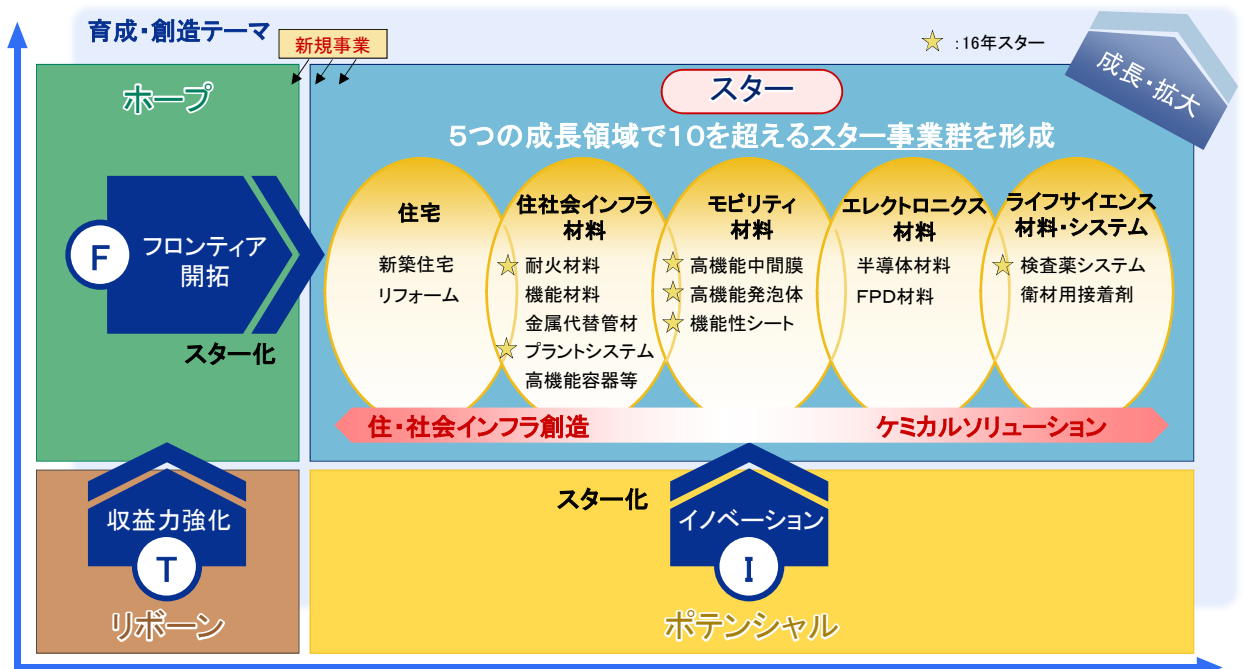 育成・創造テーマ
新規事業
:16年スター
成長・拡大
ホープ
スター
5つの成長領域で10を超えるスター事業群を形成
F
フロンティア
開拓
スター化
住宅
新築住宅
リフォーム
住社会インフラ
材料
耐火材料
機能材料
金属代替管材
プラントシステム
高機能容器等
モビリティ
材料
高機能中間膜
高機能発泡体
機能性シート
エレクトロニクス
材料
半導体材料
FPD材料
ライフサイエンス
材料・システム
検査薬システム
衛材用接着剤
住・社会インフラ創造
ケミカルソリューション
収益力強化
T
リボーン
スター化
イノベーション
I
ポテンシャル